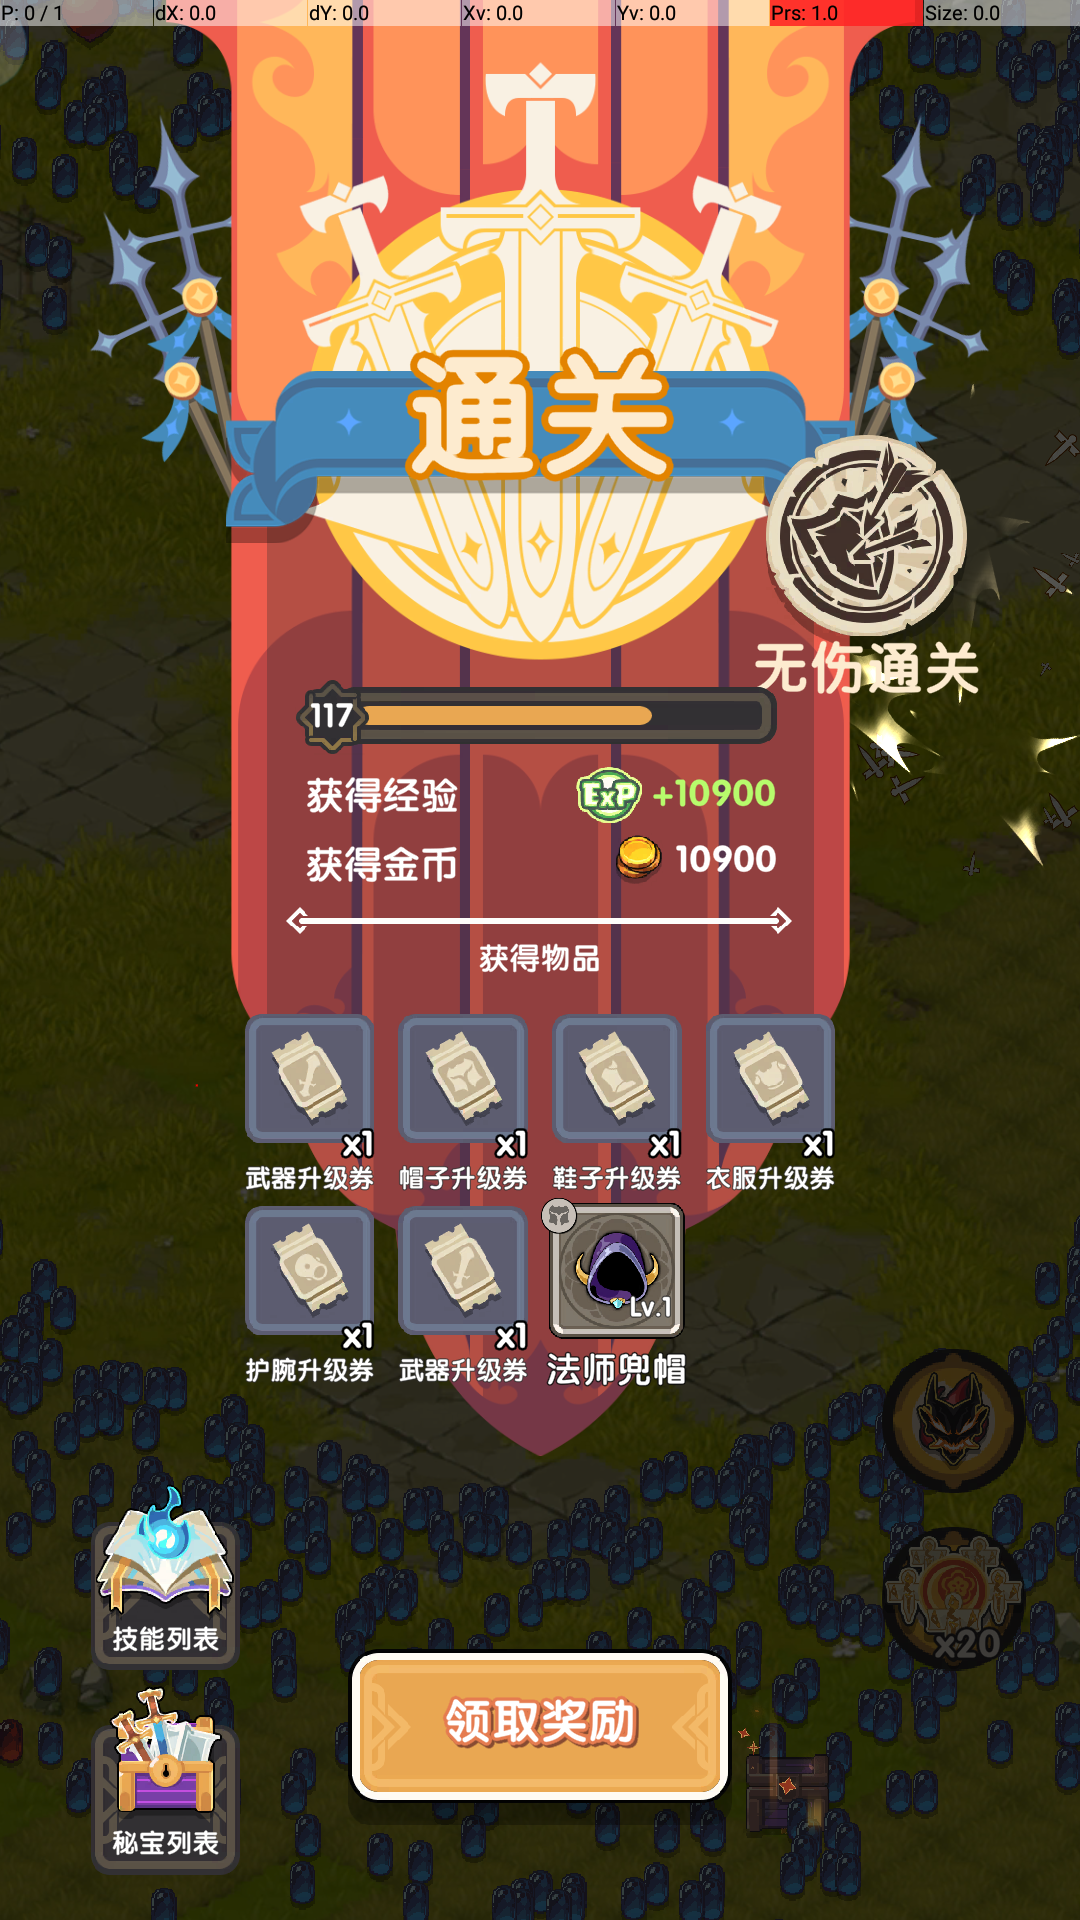 P: 0 / 1 dX: 0.0 dY: 0.0 Xv: 0.0 Yv: 0.0 Prs: 1.0 Size: 0.0
通关
无伤通关
117
获得经验 EXP +10900
获得金币 10900
获得物品
x1 x1 x1 x1
武器升级券 帽子升级券 鞋子升级券 衣服升级券
Lv.1
x1 x1
护腕升级券 武器升级券 法师兜帽
技能列表
x20
领取奖励
秘宝列表